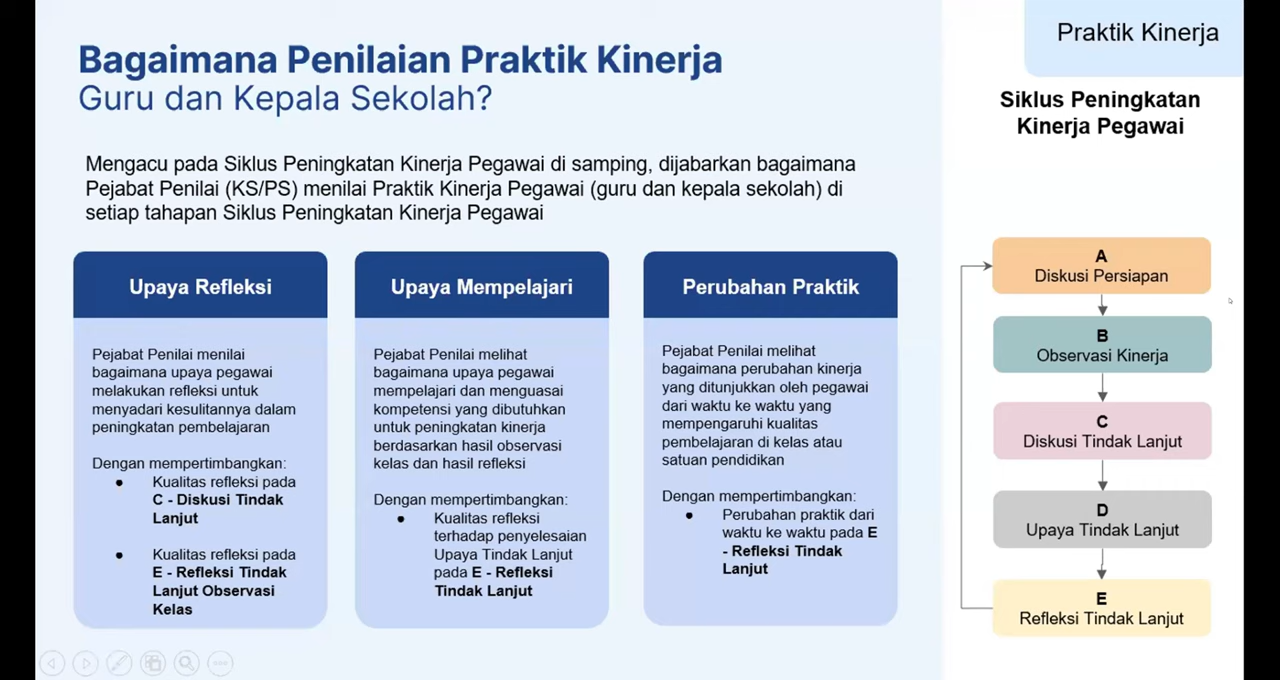 Praktik Kinerja
Bagaimana Penilaian Praktik Kinerja
Guru dan Kepala Sekolah?
Mengacu pada Siklus Peningkatan Kinerja Pegawai di samping, dijabarkan bagaimana
Pejabat Penilai (KS/PS) menilai Praktik Kinerja Pegawai (guru dan kepala sekolah) di
setiap tahapan Siklus Peningkatan Kinerja Pegawai
Upaya Refleksi
Pejabat Penilai menilai
bagaimana upaya pegawai
melakukan refleksi untuk
menyadari kesulitannya dalam
peningkatan pembelajaran
Dengan mempertimbangkan:
● Kualitas refleksi pada
C - Diskusi Tindak
Lanjut
● Kualitas refleksi pada
E - Refleksi Tindak
Lanjut Observasi
Kelas
Upaya Mempelajari
Pejabat Penilai melihat
bagaimana upaya pegawai
mempelajari dan menguasai
kompetensi yang dibutuhkan
untuk peningkatan kinerja
berdasarkan hasil observasi
kelas dan hasil refleksi
Dengan mempertimbangkan:
● Kualitas refleksi
terhadap penyelesaian
Upaya Tindak Lanjut
pada E - Refleksi
Tindak Lanjut
Perubahan Praktik
Pejabat Penilai melihat
bagaimana perubahan kinerja
yang ditunjukkan oleh pegawai
dari waktu ke waktu yang
mempengaruhi kualitas
pembelajaran di kelas atau
satuan pendidikan
Dengan mempertimbangkan:
● Perubahan praktik dari
waktu ke waktu pada E
- Refleksi Tindak
Lanjut
Siklus Peningkatan
Kinerja Pegawai
A
Diskusi Persiapan
B
Observasi Kinerja
C
Diskusi Tindak Lanjut
D
Upaya Tindak Lanjut
E
Refleksi Tindak Lanjut